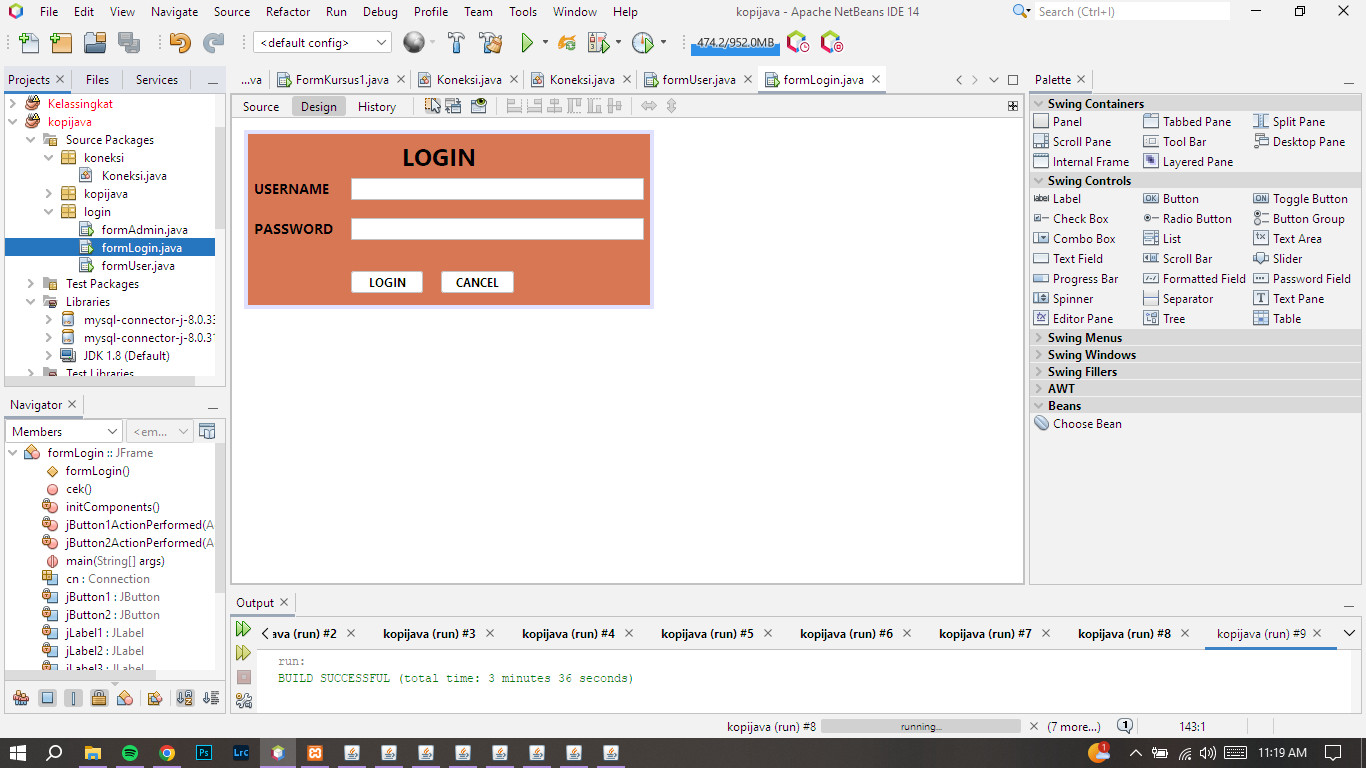 File Edit View Navigate Source Refactor Run Debug Profile Team Tools Window Help
kopijava - Apache NetBeans IDE 14
Search (Ctrl+I)
<default config>
474.2/952.0MB
Projects Files Services
...va FormKursus1.java Koneksi.java Koneksi.java formUser.java formLogin.java
Source Design History
Kelassingkat
kopijava
Source Packages
koneksi
Koneksi.java
kopijava
login
formAdmin.java
formLogin.java
formUser.java
Test Packages
Libraries
mysql-connector-j-8.0.33
mysql-connector-j-8.0.31
JDK 1.8 (Default)
Test Libraries
Navigator
Members
<em...
formLogin :: JFrame
formLogin()
cek()
initComponents()
jButton1ActionPerformed(A
jButton2ActionPerformed(A
main(String[] args)
cn : Connection
jButton1 : JButton
jButton2 : JButton
jLabel1 : JLabel
jLabel2 : JLabel
jLabel3 : JLabel
LOGIN
USERNAME
PASSWORD
LOGIN CANCEL
Palette
Swing Containers
Panel Tabbed Pane Split Pane
Scroll Pane Tool Bar Desktop Pane
Internal Frame Layered Pane
Swing Controls
label Label OK Button ON Toggle Button
Check Box Radio Button Button Group
Combo Box List Text Area
Text Field Scroll Bar Slider
Progress Bar Formatted Field Password Field
Spinner Separator Text Pane
Editor Pane Tree Table
Swing Menus
Swing Windows
Swing Fillers
AWT
Beans
Choose Bean
Output
ava (run) #2 kopijava (run) #3 kopijava (run) #4 kopijava (run) #5 kopijava (run) #6 kopijava (run) #7 kopijava (run) #8 kopijava (run) #9
run:
BUILD SUCCESSFUL (total time: 3 minutes 36 seconds)
kopijava (run) #8 running... (7 more...) 1 143:1
Ps LrC
1
11:19 AM